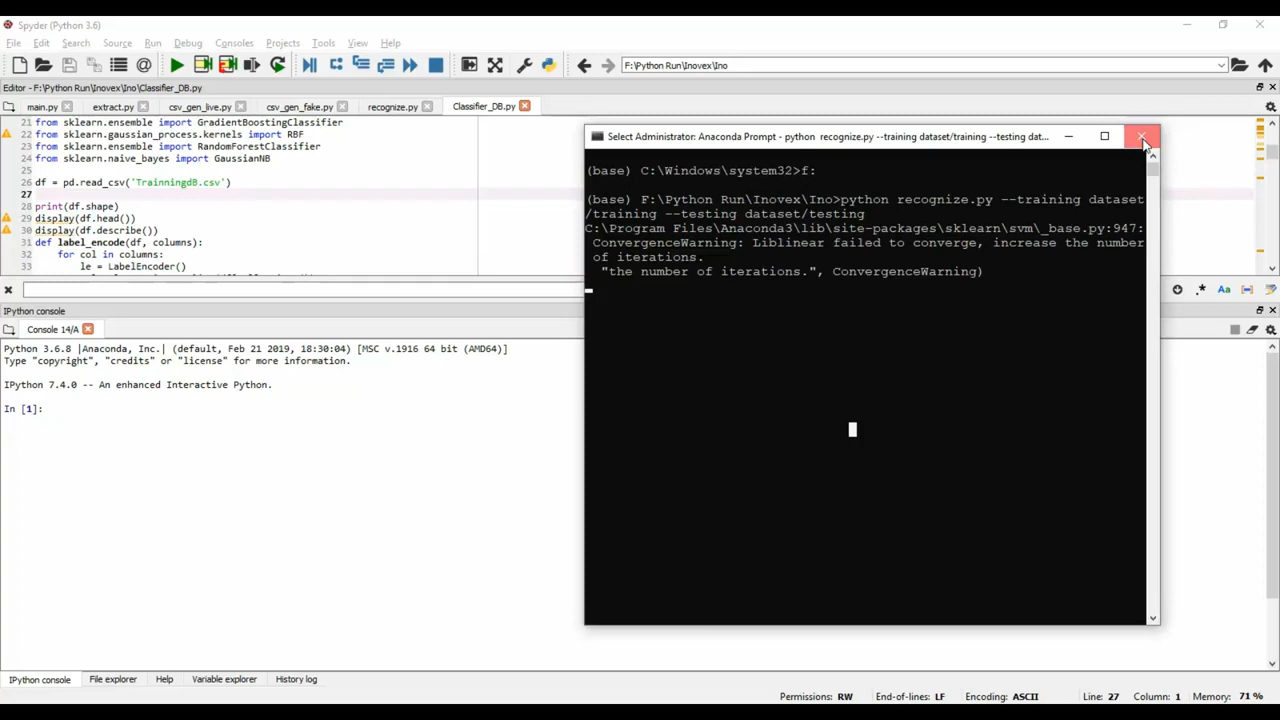 Spyder (Python 3.6)
File Edit Search Source Run Debug Consoles Projects Tools View Help
F:\Python Run\Inovex\Ino
Editor - F:\Python Run\Inovex\Ino\Classifier_DB.py
main.py extract.py csv_gen_live.py csv_gen_fake.py recognize.py Classifier_DB.py
21 from sklearn.ensemble import GradientBoostingClassifier
22 from sklearn.gaussian_process.kernels import RBF
23 from sklearn.ensemble import RandomForestClassifier
24 from sklearn.naive_bayes import GaussianNB
25
26 df = pd.read_csv('TrainningdB.csv')
27
28 print(df.shape)
29 display(df.head())
30 display(df.describe())
31 def label_encode(df, columns):
32 for col in columns:
33 le = LabelEncoder()
Select Administrator: Anaconda Prompt - python recognize.py --training dataset/training --testing dat...
(base) C:\Windows\system32>f:
(base) F:\Python Run\Inovex\Ino>python recognize.py --training dataset
/training --testing dataset/testing
C:\Program Files\Anaconda3\lib\site-packages\sklearn\svm\_base.py:947:
ConvergenceWarning: Liblinear failed to converge, increase the number
of iterations.
"the number of iterations.", ConvergenceWarning)
.* Aa
IPython console
Console 14/A
Python 3.6.8 |Anaconda, Inc.| (default, Feb 21 2019, 18:30:04) [MSC v.1916 64 bit (AMD64)]
Type "copyright", "credits" or "license" for more information.
IPython 7.4.0 -- An enhanced Interactive Python.
In [1]:
IPython console File explorer Help Variable explorer History log
Permissions: RW End-of-lines: LF Encoding: ASCII Line: 27 Column: 1 Memory: 71 %